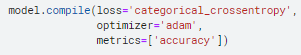 model.compile(loss='categorical_crossentropy',
optimizer='adam',
metrics=['accuracy'])